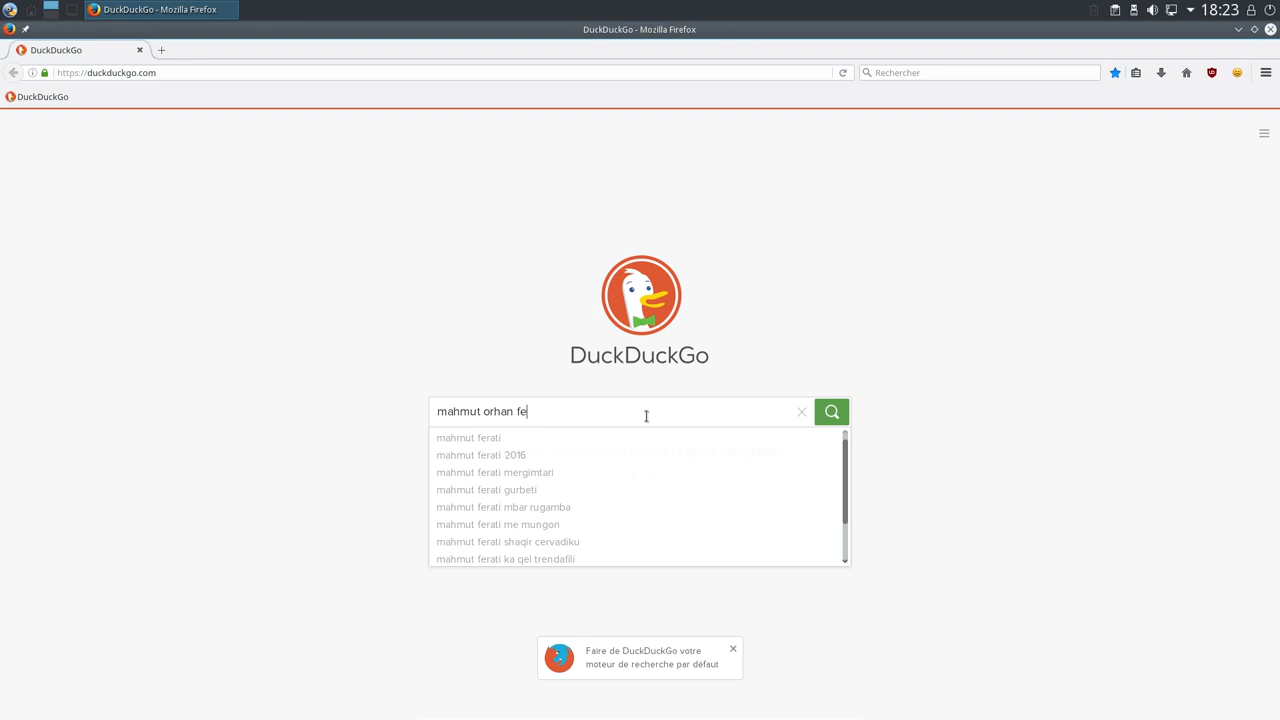 DuckDuckGo - Mozilla Firefox
18:23
DuckDuckGo - Mozilla Firefox
DuckDuckGo
https://duckduckgo.com
Rechercher
DuckDuckGo
DuckDuckGo
mahmut orhan fe
mahmut ferati
mahmut ferati 2016
mahmut ferati mergimtari
mahmut ferati gurbeti
mahmut ferati mbar rugamba
mahmut ferati me mungon
mahmut ferati shaqir cervadiku
mahmut ferati ka qel trendafili
Faire de DuckDuckGo votre
moteur de recherche par défaut